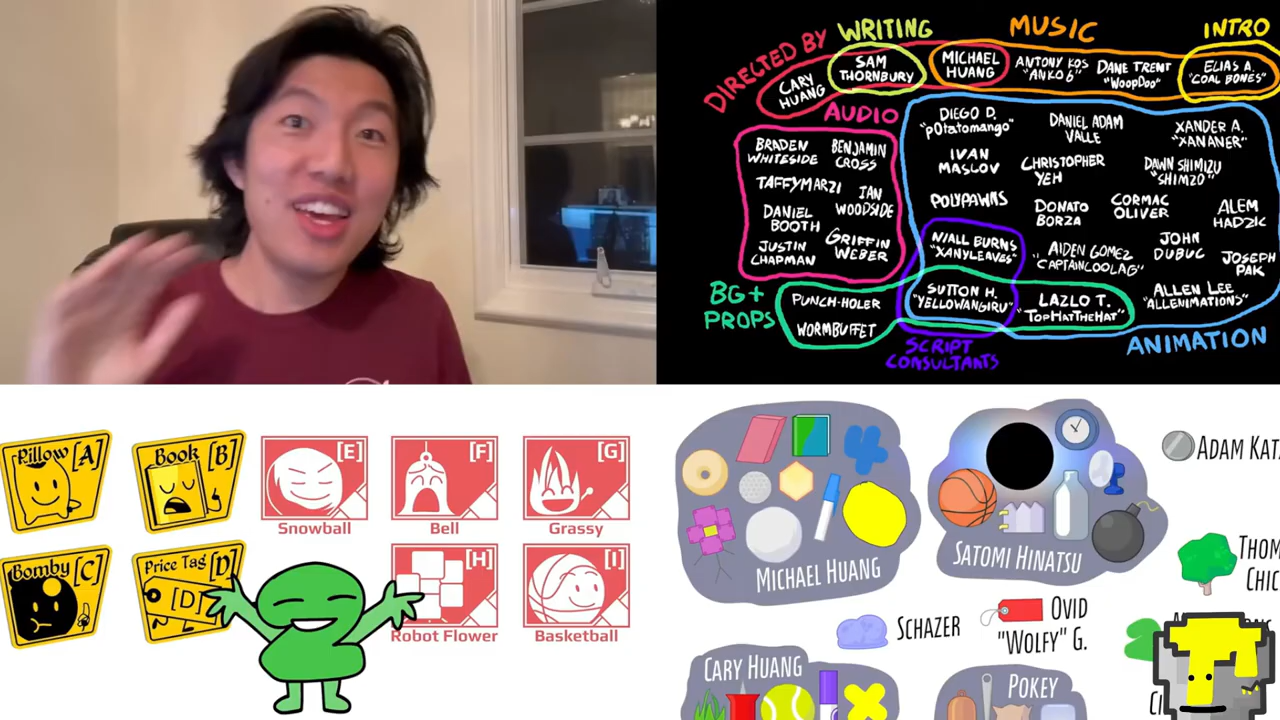 DIRECTED BY
WRITING
MUSIC
INTRO
CARY
HUANG
SAM
THORNBURY
MICHAEL
HUANG
ANTONY KOS
"ANKO6"
DANE TRENT
"WOOPDOO"
ELIAS A.
"COAL BONES"
AUDIO
BRADEN
WHITESIDE
BENJAMIN
CROSS
TAFFYMARZI
IAN
WOODSIDE
DANIEL
BOOTH
JUSTIN
CHAPMAN
GRIFFIN
WEBER
DIEGO D.
"pOtatomango"
DANIEL ADAM
VALLE
XANDER A.
"XANANER"
IVAN
MASLOV
CHRISTOPHER
YEH
DAWN SHIMIZU
"SHIMZO"
POLYPAWNS
DONATO
BORZA
CORMAC
OLIVER
ALEM
HADZIC
NIALL BURNS
"XANYLEAVES"
AIDEN GOMEZ
"CAPTAINCOOLAG"
JOHN
DUBUC
JOSEPH
PAK
SUTTON H.
"YELLOWANGIRU"
LAZLO T.
"TOPHATTHEHAT"
ALLEN LEE
"ALLENIMATIONS"
BG+
PROPS
PUNCH-HOLER
WORMBUFFET
SCRIPT
CONSULTANTS
ANIMATION
Pillow [A]
Book [B]
[E]
Snowball
[F]
Bell
[G]
Grassy
Bomby [C]
Price Tag [D]
[D]
[H]
Robot Flower
[I]
Basketball
MICHAEL HUANG
SATOMI HINATSU
ADAM KAT
SCHAZER
OVID
"WOLFY" G.
THOM
CHIC
CARY HUANG
POKEY